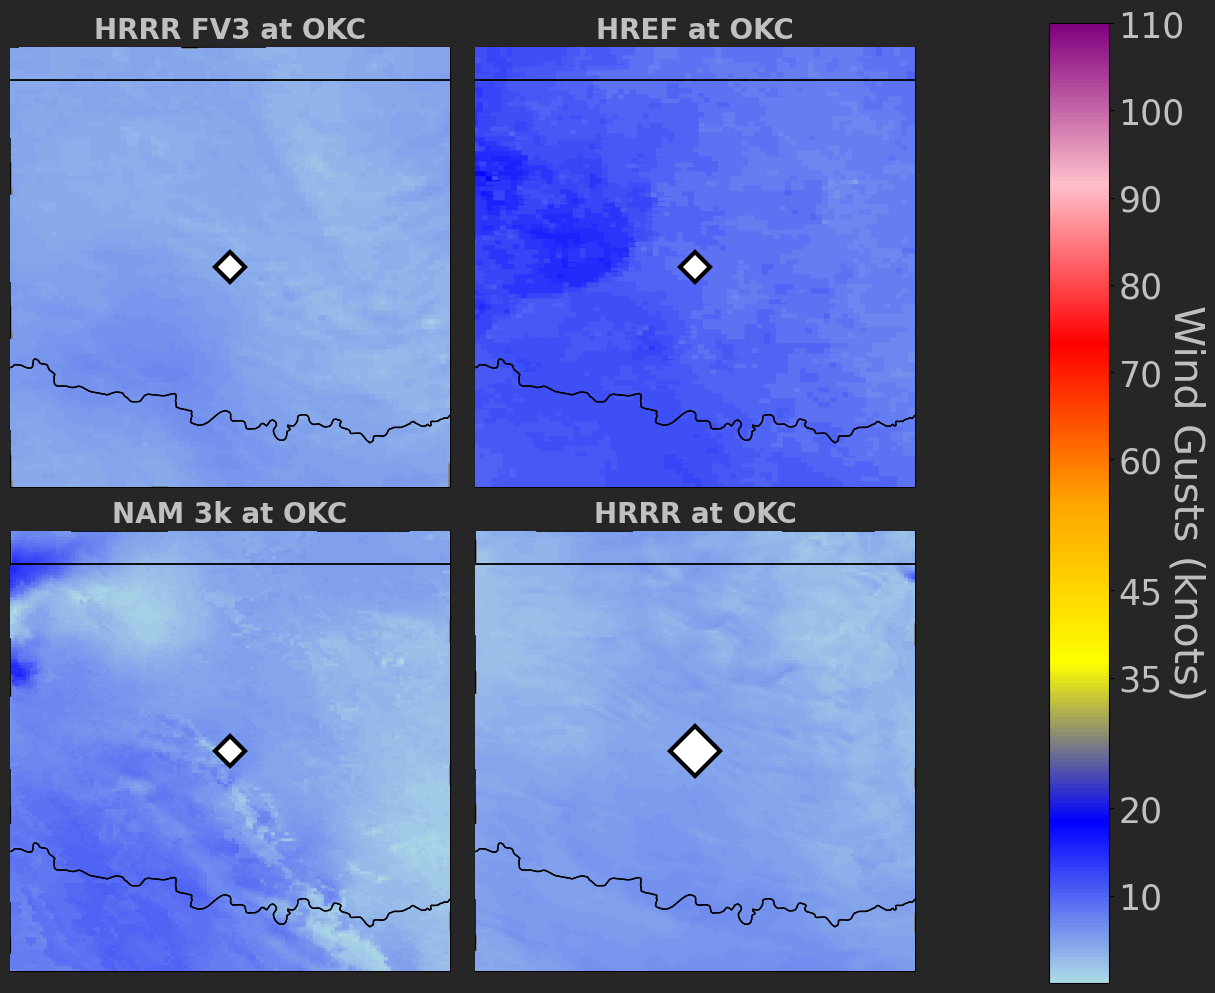 HRRR FV3 at OKC
HREF at OKC
NAM 3k at OKC
HRRR at OKC
110
100
90
80
70
60
45
35
20
10
Wind Gusts (knots)